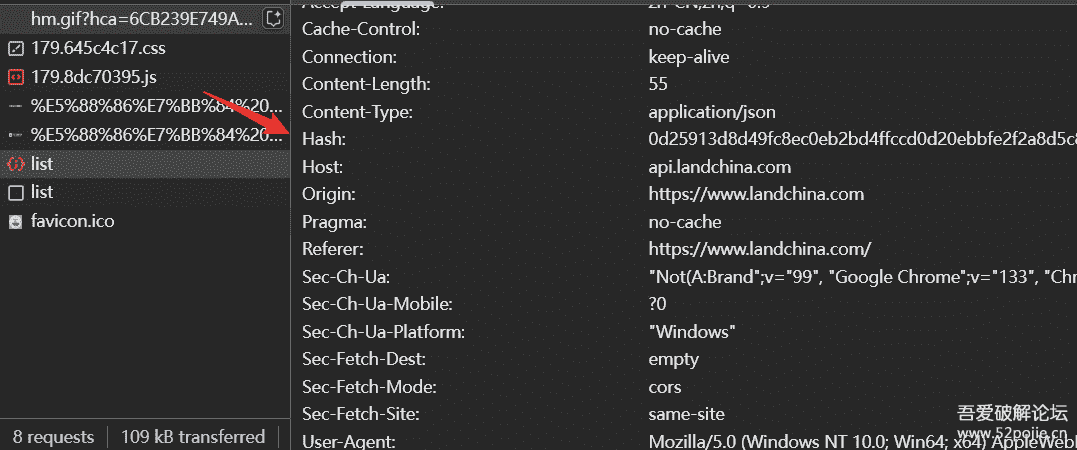 hm.gif?hca=6CB239E749A...
179.645c4c17.css
179.8dc70395.js
%E5%88%86%E7%BB%84%20...
%E5%88%86%E7%BB%84%20...
list
list
favicon.ico
8 requests 109 kB transferred
Cache-Control: no-cache
Connection: keep-alive
Content-Length: 55
Content-Type: application/json
Hash: 0d25913d8d49fc8ec0eb2bd4ffccd0d20ebbfe2f2a8d5c8
Host: api.landchina.com
Origin: https://www.landchina.com
Pragma: no-cache
Referer: https://www.landchina.com/
Sec-Ch-Ua: "Not(A:Brand";v="99", "Google Chrome";v="133", "Chr
Sec-Ch-Ua-Mobile: ?0
Sec-Ch-Ua-Platform: "Windows"
Sec-Fetch-Dest: empty
Sec-Fetch-Mode: cors
Sec-Fetch-Site: same-site
User-Agent: Mozilla/5.0 (Windows NT 10.0; Win64; x64) AppleWebK
吾爱破解论坛
www.52pojie.cn